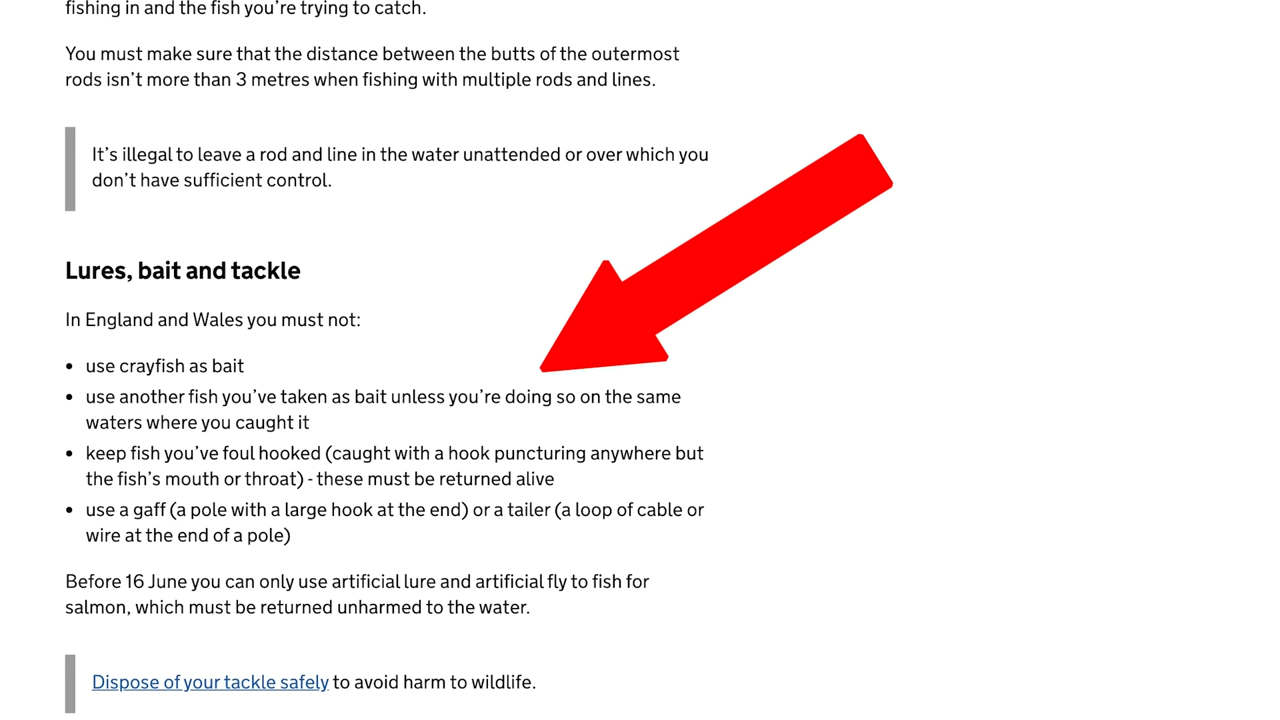 fishing in and the fish you're trying to catch.
You must make sure that the distance between the butts of the outermost
rods isn't more than 3 metres when fishing with multiple rods and lines.
It's illegal to leave a rod and line in the water unattended or over which you
don't have sufficient control.
Lures, bait and tackle
In England and Wales you must not:
• use crayfish as bait
• use another fish you've taken as bait unless you're doing so on the same
waters where you caught it
• keep fish you've foul hooked (caught with a hook puncturing anywhere but
the fish's mouth or throat) - these must be returned alive
• use a gaff (a pole with a large hook at the end) or a tailer (a loop of cable or
wire at the end of a pole)
Before 16 June you can only use artificial lure and artificial fly to fish for
salmon, which must be returned unharmed to the water.
Dispose of your tackle safely to avoid harm to wildlife.